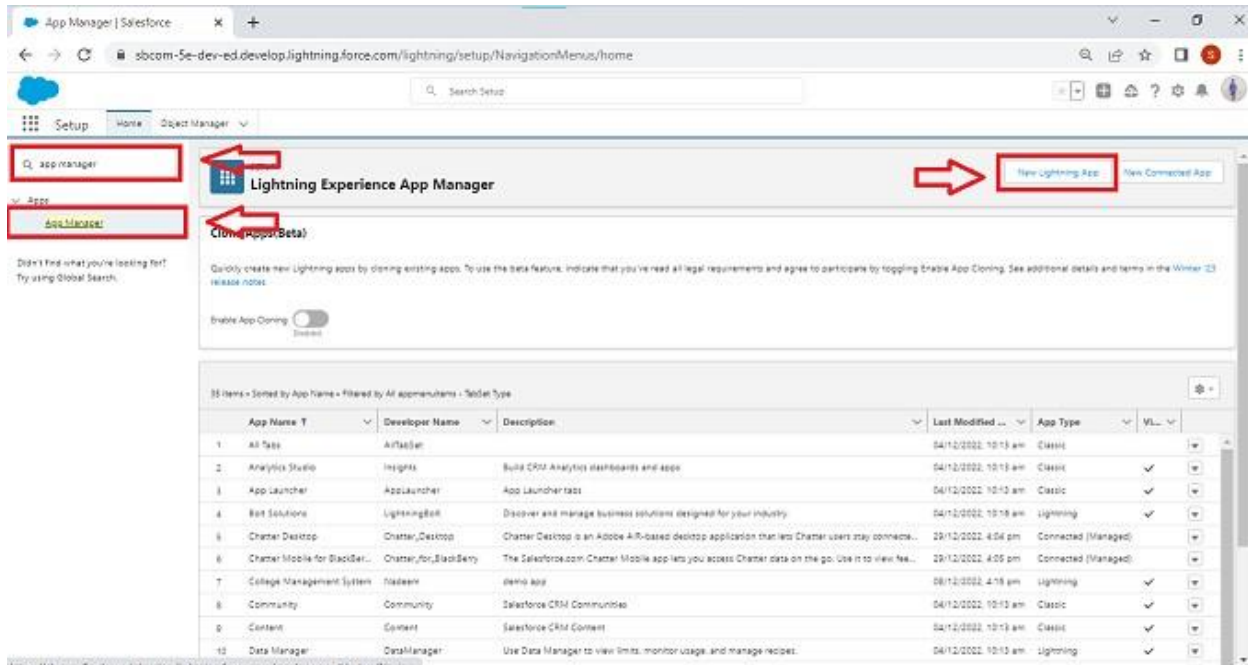 App Manager | Salesforce
sbcom-5e-dev-ed.develop.lightning.force.com/lightning/setup/NavigationMenus/home
S
Search Setup
Setup Home Object Manager
app manager
Apps
App Manager
Didn't find what you're looking for?
Try using Global Search.
Lightning Experience App Manager
New Lightning App New Connected App
Clone Apps (Beta)
Quickly create new Lightning apps by cloning existing apps. To use the beta feature, indicate that you've read all legal requirements and agree to participate by toggling Enable App Cloning. See additional details and terms in the Winter '23
release notes
Enable App Cloning
Disabled
35 items • Sorted by App Name • Filtered by All appmenuitems - TabSet Type
App Name ↑ Developer Name Description Last Modified ... App Type Vi...
1 All Tabs AllTabSet 04/12/2022, 10:13 am Classic
2 Analytics Studio Insights Build CRM Analytics dashboards and apps 04/12/2022, 10:13 am Classic
3 App Launcher AppLauncher App Launcher tabs 04/12/2022, 10:13 am Classic
4 Bolt Solutions LightningBolt Discover and manage business solutions designed for your industry. 04/12/2022, 10:16 am Lightning
5 Chatter Desktop Chatter_Desktop Chatter Desktop is an Adobe AIR-based desktop application that lets Chatter users stay connecte... 29/12/2022, 4:04 pm Connected (Managed)
6 Chatter Mobile for BlackBer... Chatter_for_BlackBerry The Salesforce.com Chatter Mobile app lets you access Chatter data on the go. Use it to view fee... 29/12/2022, 4:05 pm Connected (Managed)
7 College Management System Nadeem demo app 08/12/2022, 4:16 pm Lightning
8 Community Community Salesforce CRM Communities 04/12/2022, 10:13 am Classic
9 Content Content Salesforce CRM Content 04/12/2022, 10:13 am Classic
10 Data Manager DataManager Use Data Manager to view limits, monitor usage, and manage recipes. 04/12/2022, 10:13 am Lightning